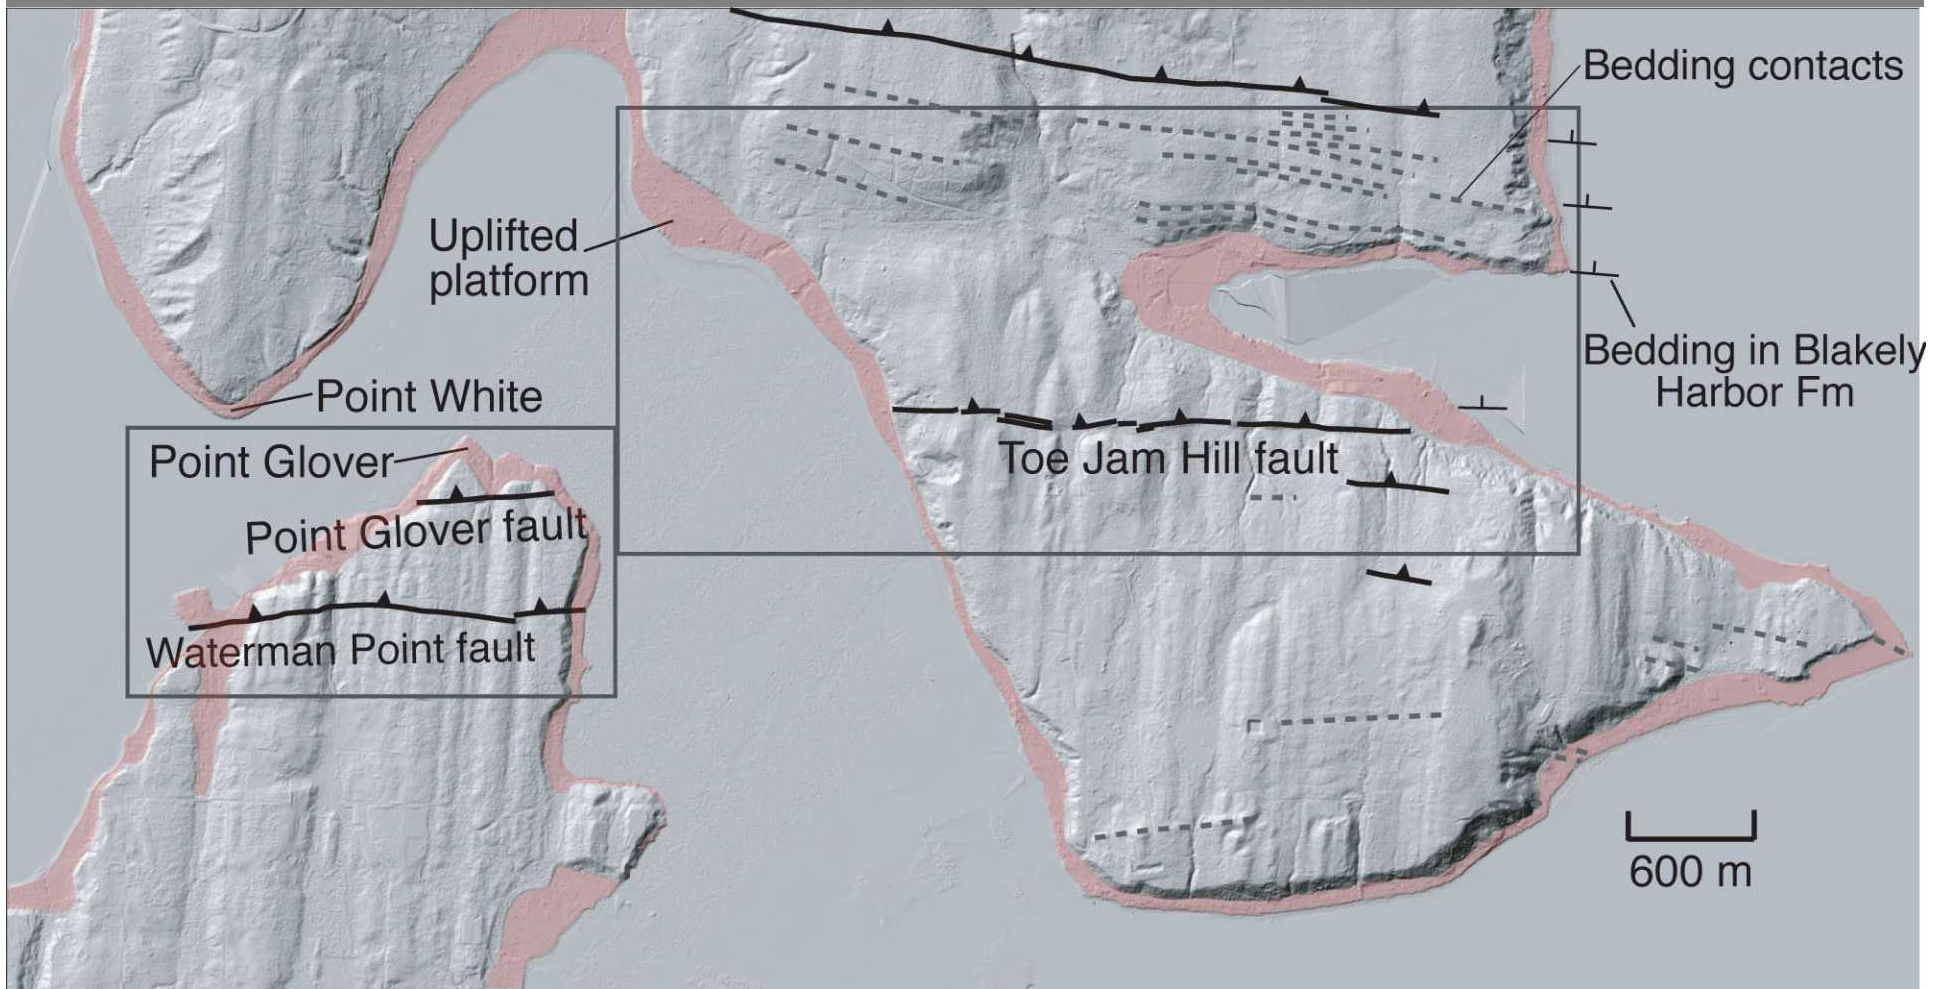 Bedding contacts
Uplifted
platform
Bedding in Blakely
Harbor Fm
Point White
Point Glover
Toe Jam Hill fault
Point Glover fault
Waterman Point fault
600 m